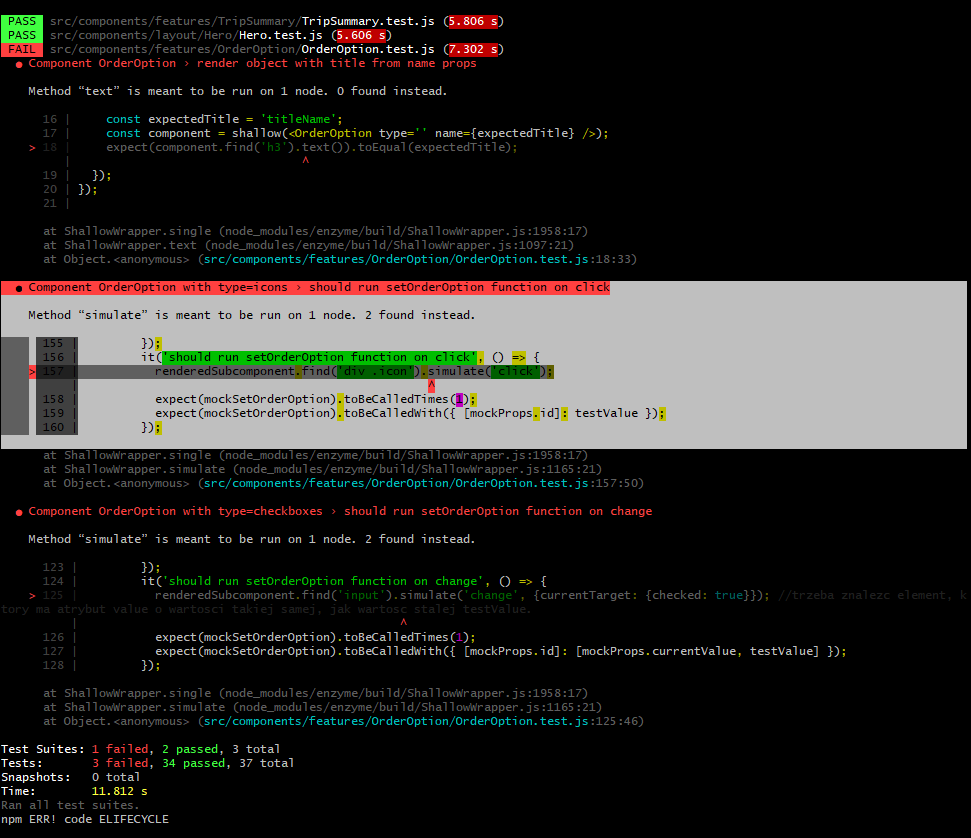 PASS src/components/features/TripSummary/TripSummary.test.js (5.806 s)
PASS src/components/layout/Hero/Hero.test.js (5.606 s)
FAIL src/components/features/OrderOption/OrderOption.test.js (7.302 s)
● Component OrderOption › render object with title from name props
Method “text” is meant to be run on 1 node. 0 found instead.
16 | const expectedTitle = 'titleName';
17 | const component = shallow(<OrderOption type='' name={expectedTitle} />);
> 18 | expect(component.find('h3').text()).toEqual(expectedTitle);
| ^
19 | });
20 | });
21 |
at ShallowWrapper.single (node_modules/enzyme/build/ShallowWrapper.js:1958:17)
at ShallowWrapper.text (node_modules/enzyme/build/ShallowWrapper.js:1097:21)
at Object.<anonymous> (src/components/features/OrderOption/OrderOption.test.js:18:33)
● Component OrderOption with type=icons › should run setOrderOption function on click
Method “simulate” is meant to be run on 1 node. 2 found instead.
155 | });
156 | it('should run setOrderOption function on click', () => {
> 157 | renderedSubcomponent.find('div .icon').simulate('click');
| ^
158 | expect(mockSetOrderOption).toBeCalledTimes(1);
159 | expect(mockSetOrderOption).toBeCalledWith({ [mockProps.id]: testValue });
160 | });
at ShallowWrapper.single (node_modules/enzyme/build/ShallowWrapper.js:1958:17)
at ShallowWrapper.simulate (node_modules/enzyme/build/ShallowWrapper.js:1165:21)
at Object.<anonymous> (src/components/features/OrderOption/OrderOption.test.js:157:50)
● Component OrderOption with type=checkboxes › should run setOrderOption function on change
Method “simulate” is meant to be run on 1 node. 2 found instead.
123 | });
124 | it('should run setOrderOption function on change', () => {
> 125 | renderedSubcomponent.find('input').simulate('change', {currentTarget: {checked: true}}); //trzeba znalezc element, k
tory ma atrybut value o wartosci takiej samej, jak wartosc stalej testValue.
| ^
126 | expect(mockSetOrderOption).toBeCalledTimes(1);
127 | expect(mockSetOrderOption).toBeCalledWith({ [mockProps.id]: [mockProps.currentValue, testValue] });
128 | });
at ShallowWrapper.single (node_modules/enzyme/build/ShallowWrapper.js:1958:17)
at ShallowWrapper.simulate (node_modules/enzyme/build/ShallowWrapper.js:1165:21)
at Object.<anonymous> (src/components/features/OrderOption/OrderOption.test.js:125:46)
Test Suites: 1 failed, 2 passed, 3 total
Tests: 3 failed, 34 passed, 37 total
Snapshots: 0 total
Time: 11.812 s
Ran all test suites.
npm ERR! code ELIFECYCLE